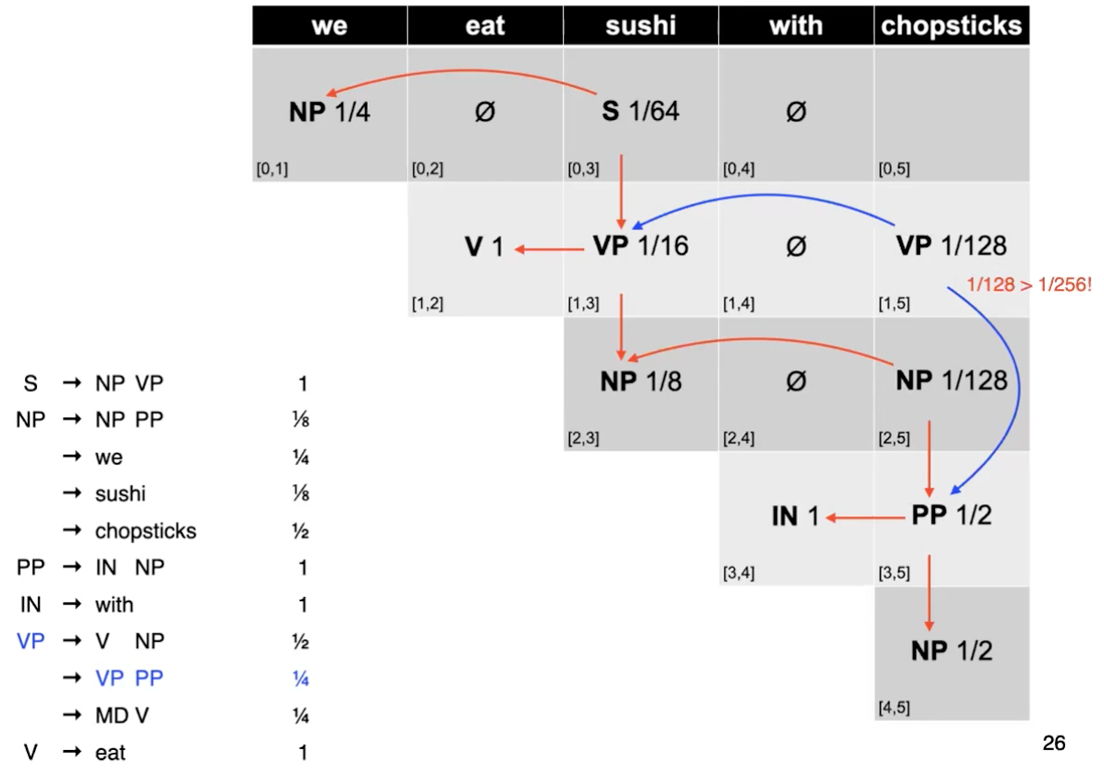 we eat sushi with chopsticks
NP 1/4 Ø S 1/64 Ø
[0,1] [0,2] [0,3] [0,4] [0,5]
V 1 VP 1/16 Ø VP 1/128
1/128 > 1/256!
[1,2] [1,3] [1,4] [1,5]
NP 1/8 Ø NP 1/128
[2,3] [2,4] [2,5]
IN 1 PP 1/2
[3,4] [3,5]
NP 1/2
[4,5]
S → NP VP 1
NP → NP PP ⅛
→ we ¼
→ sushi ⅛
→ chopsticks ½
PP → IN NP 1
IN → with 1
VP → V NP ½
→ VP PP ¼
→ MD V ¼
V → eat 1
26